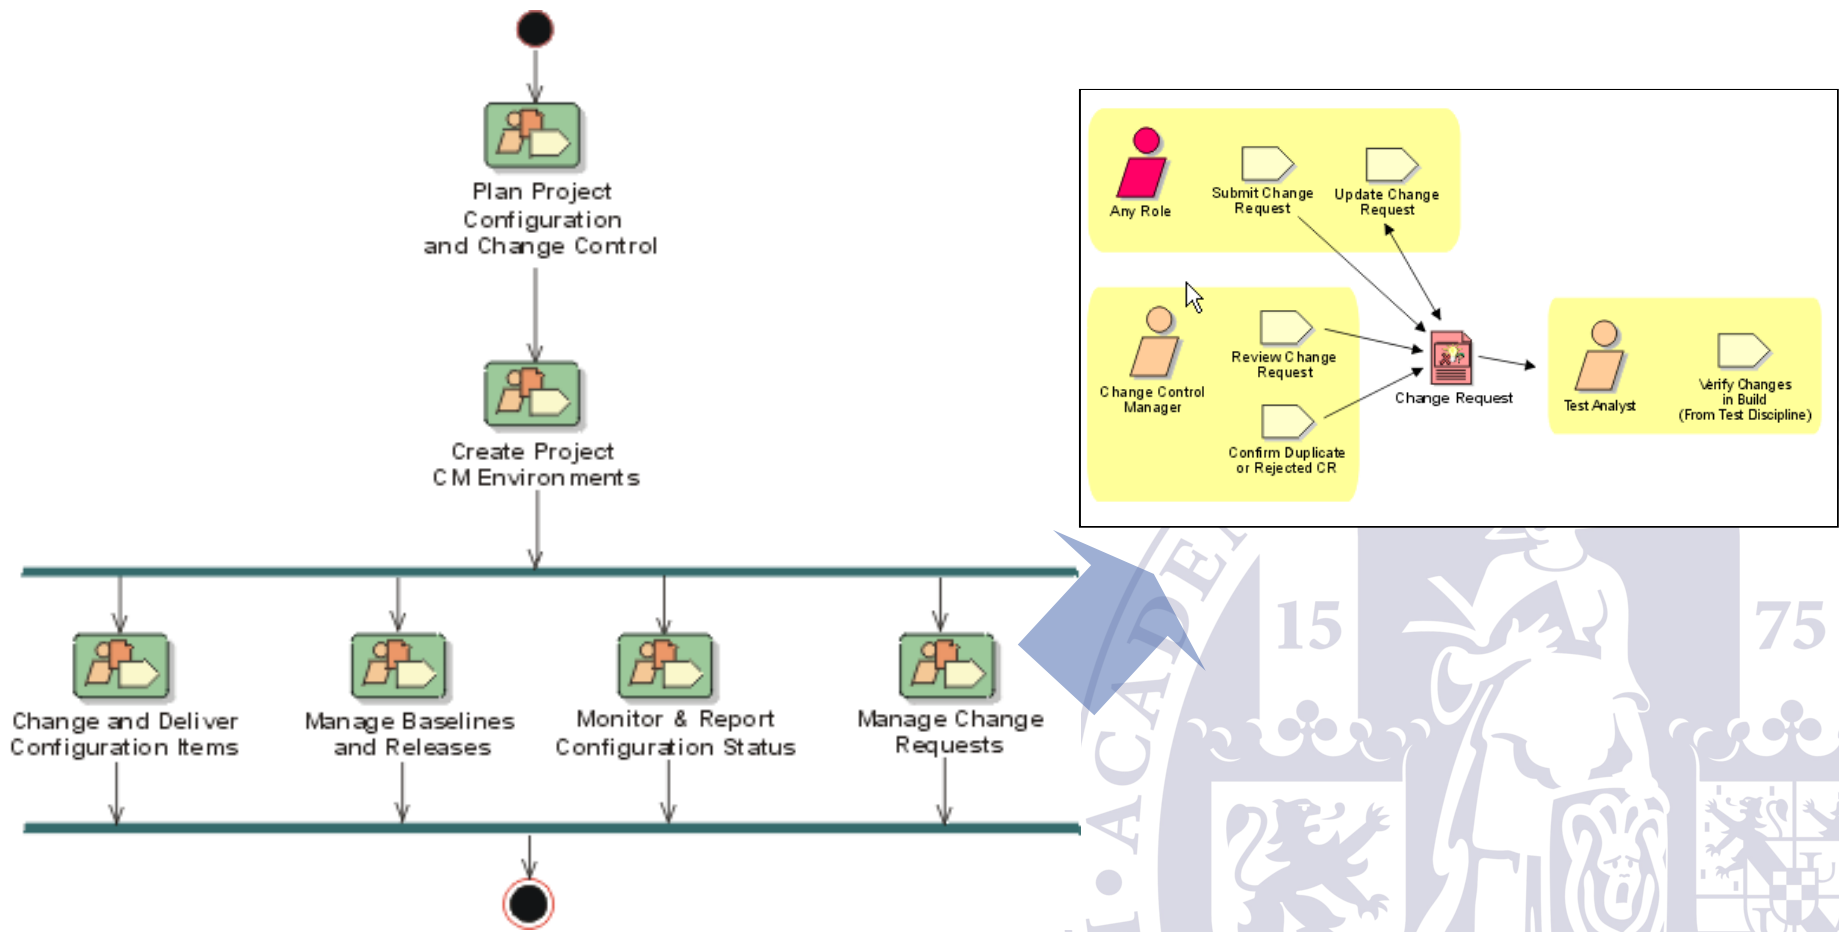 Plan Project
Configuration
and Change Control
Create Project
CM Environments
Change and Deliver
Configuration Items
Manage Baselines
and Releases
Monitor & Report
Configuration Status
Manage Change
Requests
Any Role
Submit Change
Request
Update Change
Request
Change Control
Manager
Review Change
Request
Confirm Duplicate
or Rejected CR
Change Request
Test Analyst
Verify Changes
in Build
(From Test Discipline)
15
75
ACADE